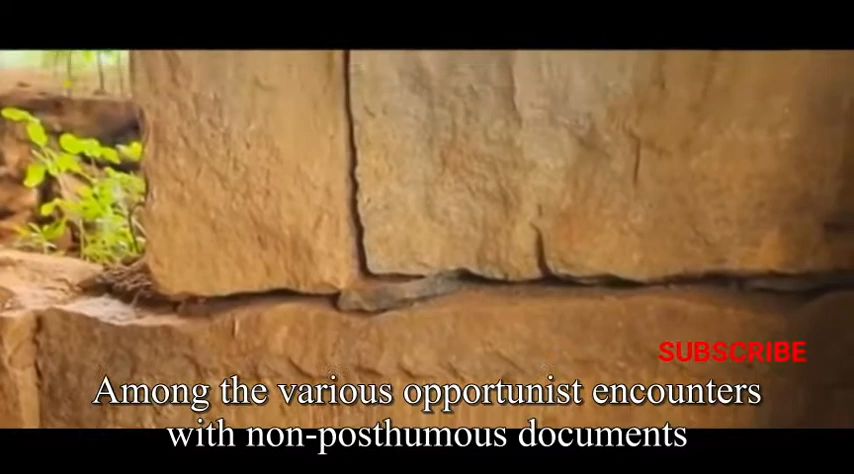 SUBSCRIBE
Among the various opportunist encounters
with non-posthumous documents